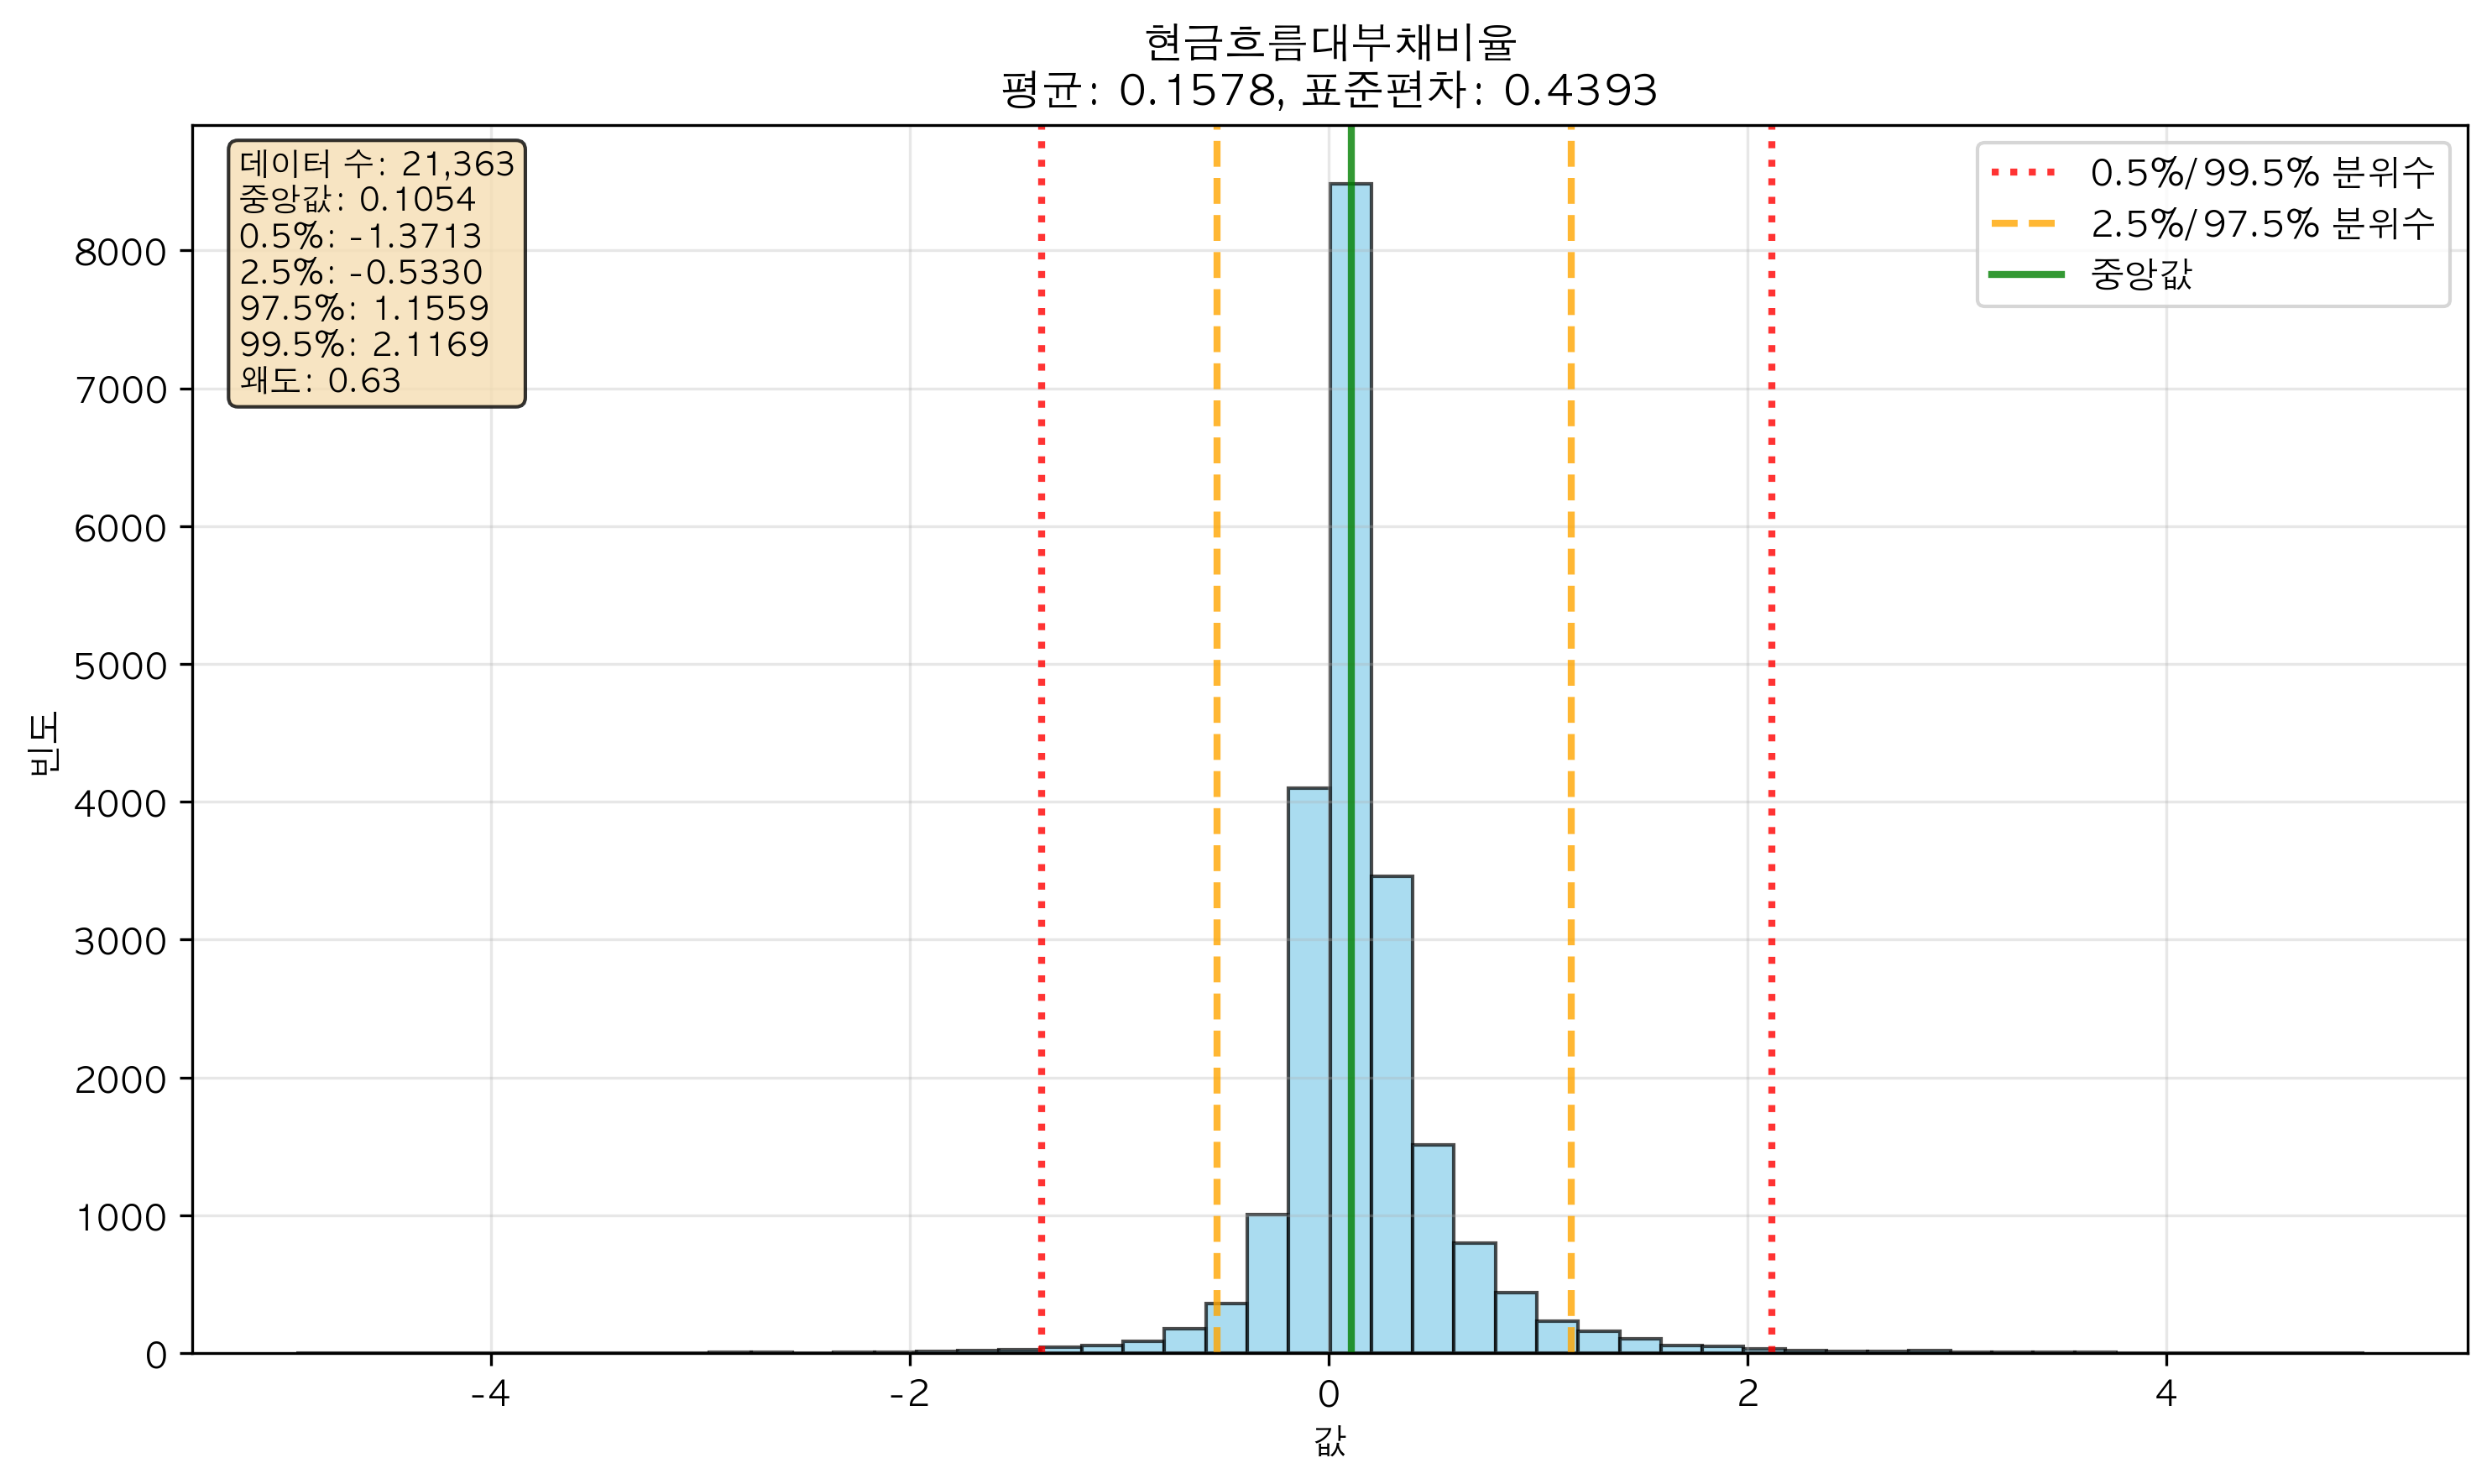 현금흐름대부채비율
평균: 0.1578, 표준편차: 0.4393
데이터 수: 21,363
중앙값: 0.1054
0.5%: -1.3713
2.5%: -0.5330
97.5%: 1.1559
99.5%: 2.1169
왜도: 0.63
0.5%/99.5% 분위수
2.5%/97.5% 분위수
중앙값
8000
7000
6000
5000
4000
3000
2000
1000
0
빈도
-4
-2
0
2
4
값